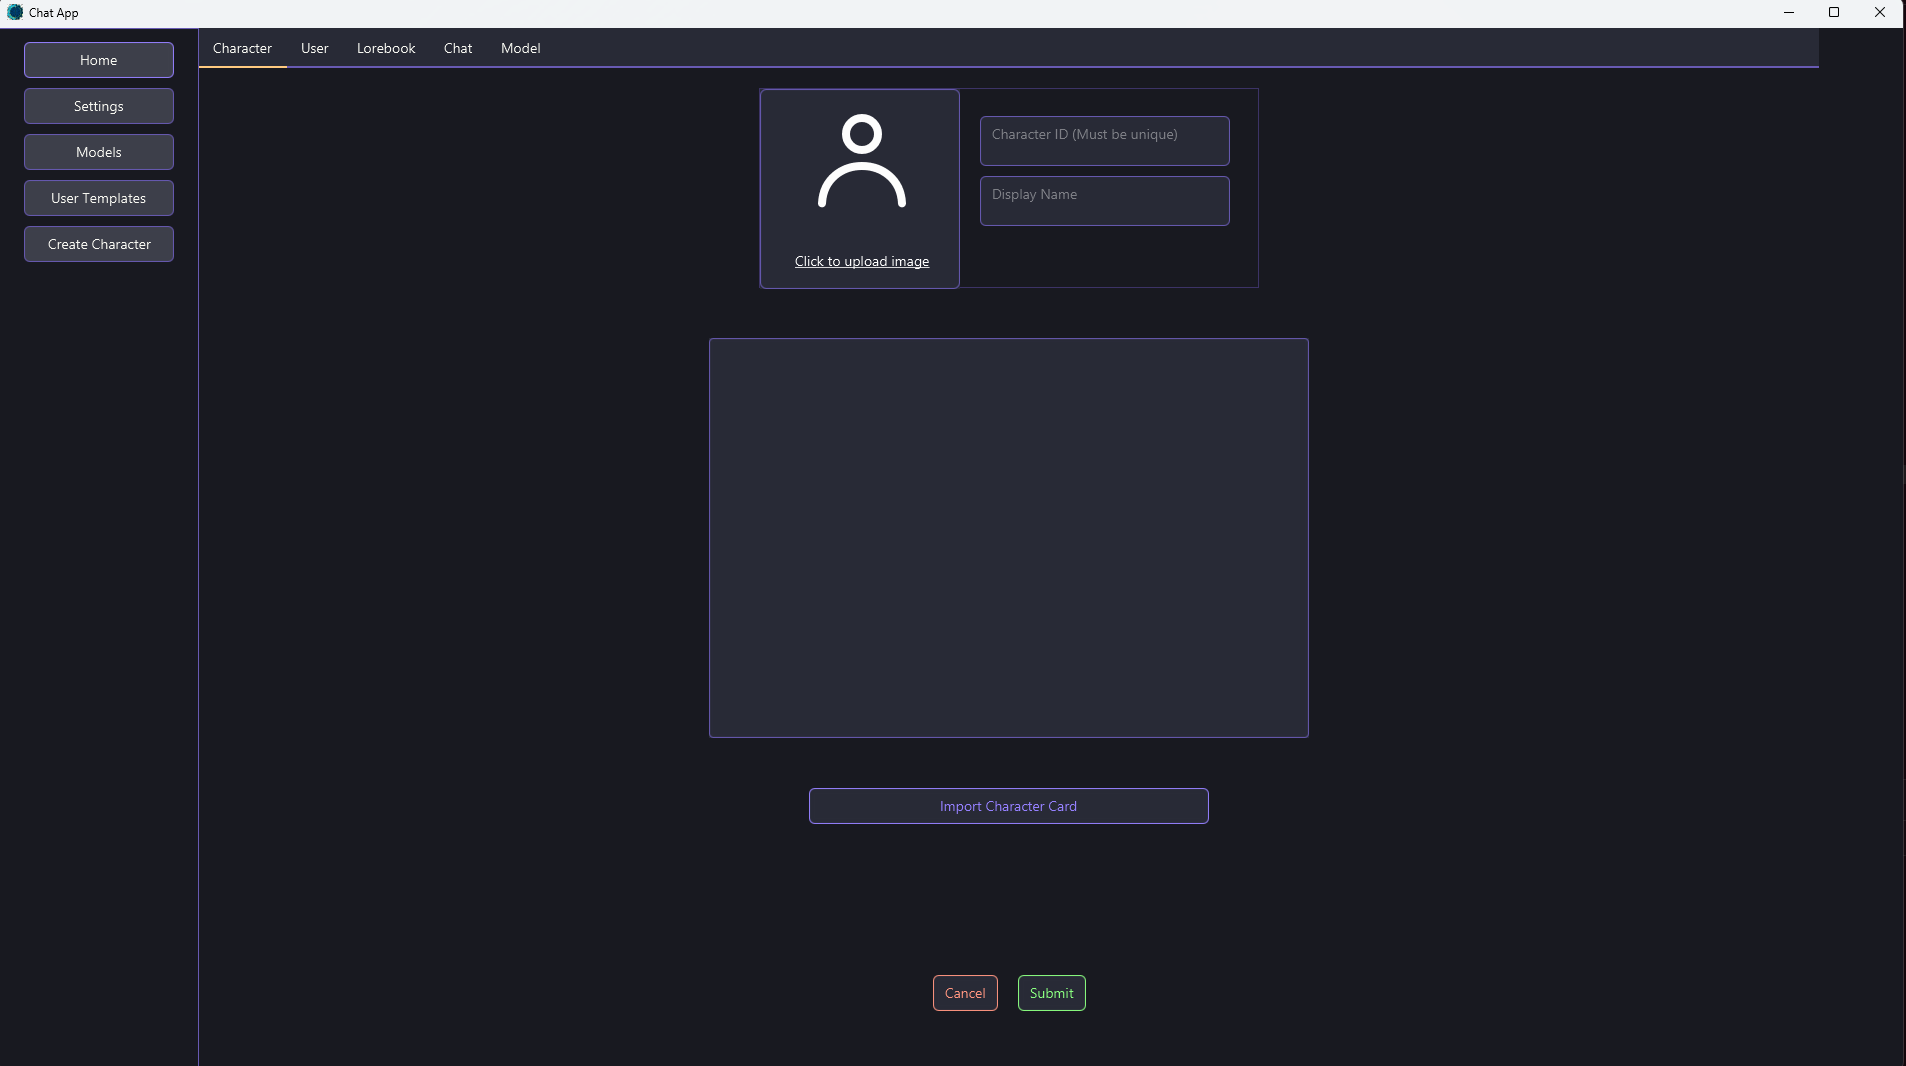 Chat App
Home
Settings
Models
User Templates
Create Character
Character User Lorebook Chat Model
Character ID (Must be unique)
Display Name
Click to upload image
Import Character Card
Cancel Submit